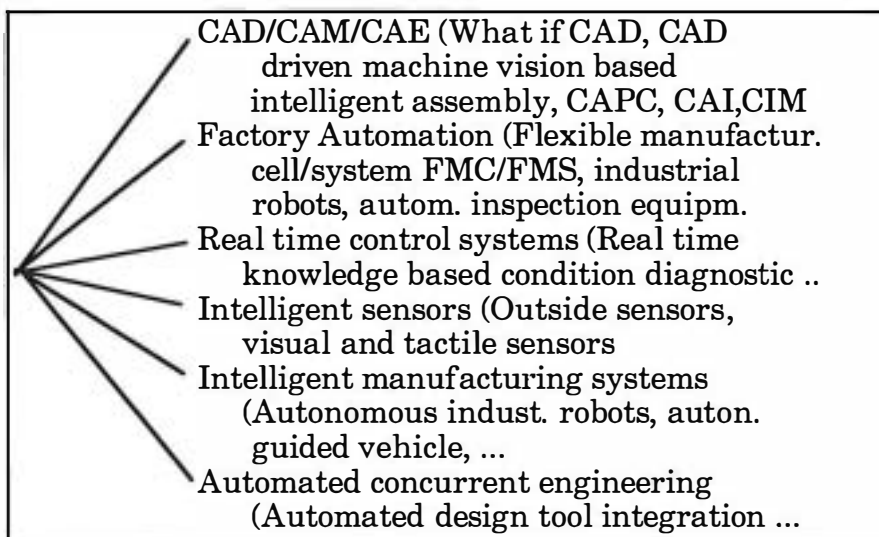 CAD/CAM/CAE (What if CAD, CAD
driven machine vision based
intelligent assembly, CAPC, CAI,CIM
Factory Automation (Flexible manufactur.
cell/system FMC/FMS, industrial
robots, autom. inspection equipm.
Real time control systems (Real time
knowledge based condition diagnostic ..
Intelligent sensors (Outside sensors,
visual and tactile sensors
Intelligent manufacturing systems
(Autonomous indust. robots, auton.
guided vehicle, ...
Automated concurrent engineering
(Automated design tool integration ...